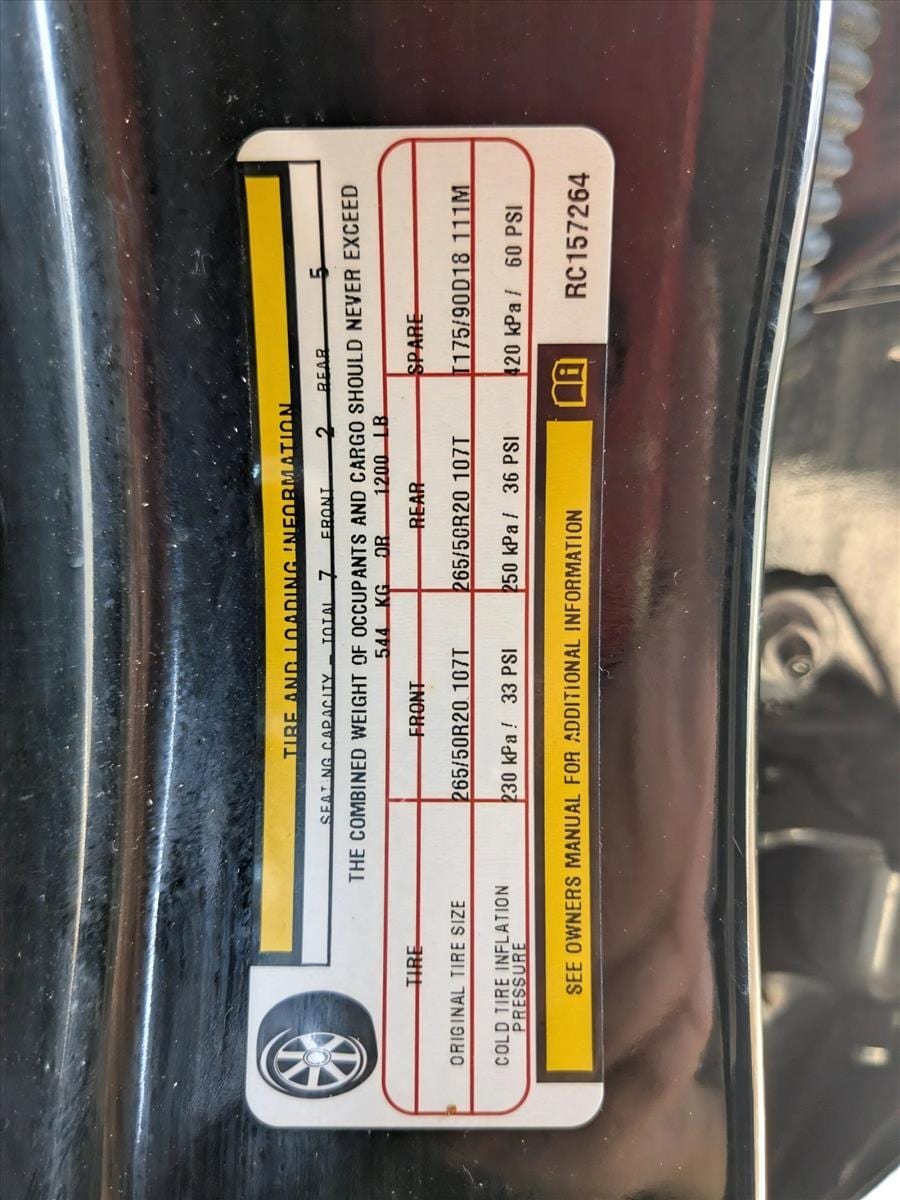 TIRE AND LOADING INFORMATION
SEATING CAPACITY – TOTAL 7 FRONT 2 REAR 5
THE COMBINED WEIGHT OF OCCUPANTS AND CARGO SHOULD NEVER EXCEED
544 KG OR 1200 LB
TIRE FRONT REAR SPARE
ORIGINAL TIRE SIZE 265/50R20 107T 265/50R20 107T T175/90D18 111M
COLD TIRE INFLATION
PRESSURE 230 kPa / 33 PSI 250 kPa / 36 PSI 420 kPa / 60 PSI
SEE OWNERS MANUAL FOR ADDITIONAL INFORMATION
RC157264